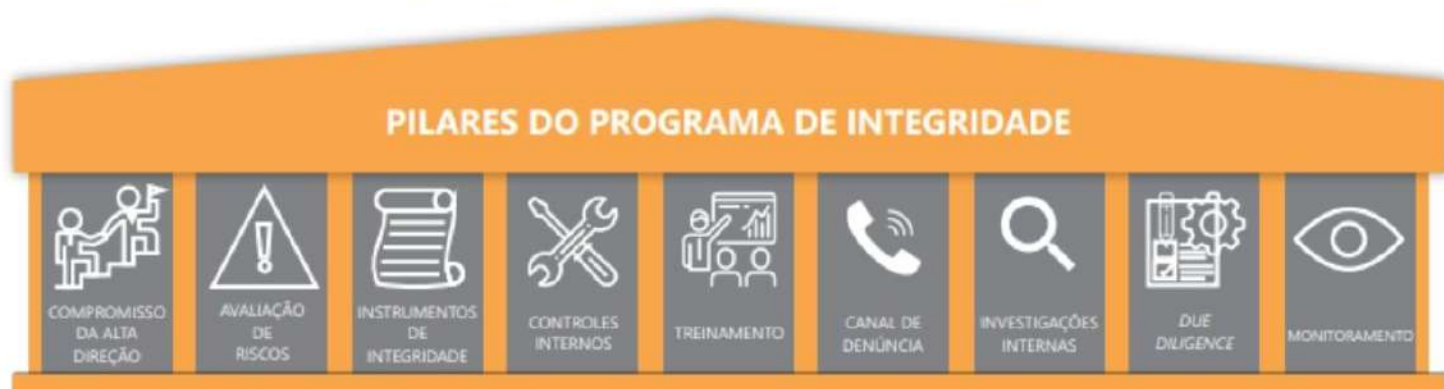 PILARES DO PROGRAMA DE INTEGRIDADE
COMPROMISSO
DA ALTA
DIREÇÃO
AVALIAÇÃO
DE
RISCOS
INSTRUMENTOS
DE
INTEGRIDADE
CONTROLES
INTERNOS
TREINAMENTO
CANAL DE
DENÚNCIA
INVESTIGAÇÕES
INTERNAS
DUE
DILIGENCE
MONITORAMENTO